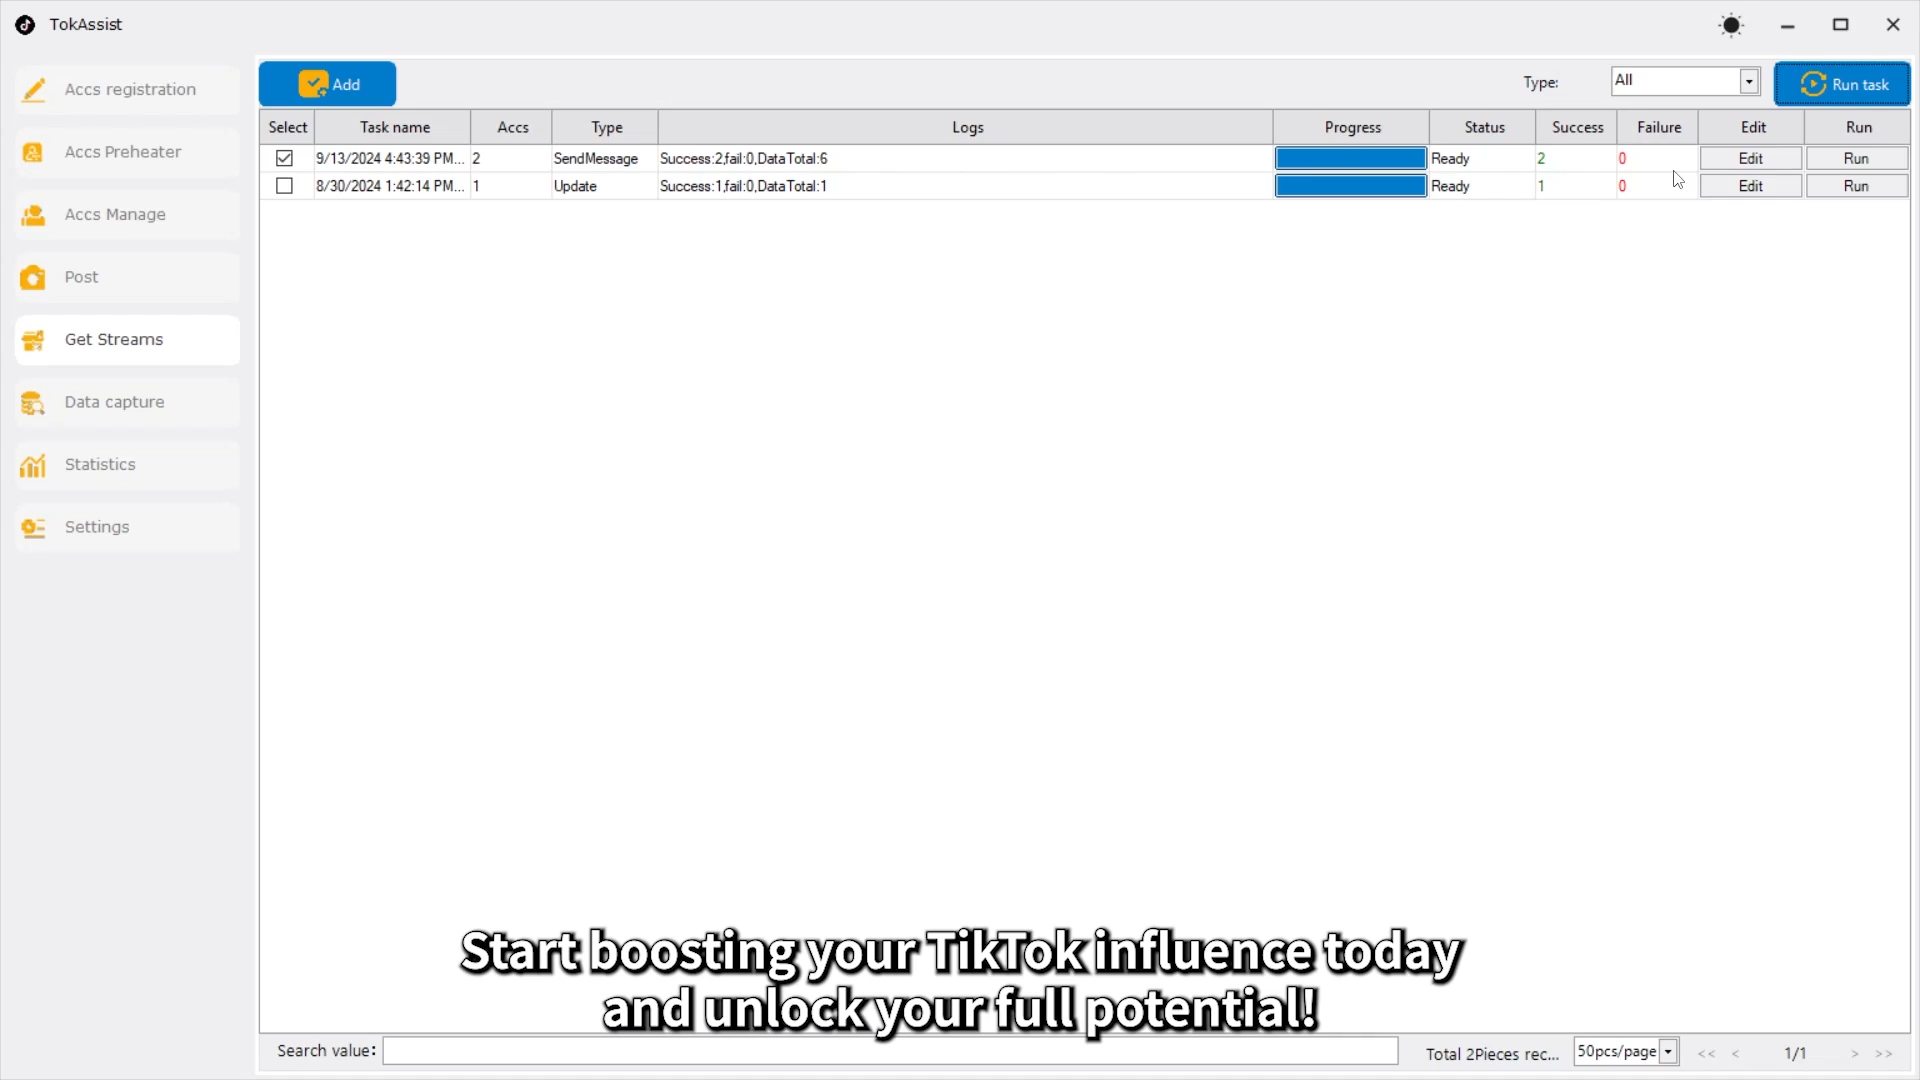 TokAssist
Accs registration
Accs Preheater
Accs Manage
Post
Get Streams
Data capture
Statistics
Settings
Add
Type: All
Run task
Select Task name Accs Type Logs Progress Status Success Failure Edit Run
9/13/2024 4:43:39 PM... 2 SendMessage Success:2,fail:0,DataTotal:6 Ready 2 0 Edit Run
8/30/2024 1:42:14 PM... 1 Update Success:1,fail:0,DataTotal:1 Ready 1 0 Edit Run
Start boosting your TikTok influence today
and unlock your full potential!
Search value: Total 2Pieces rec... 50pcs/page << < 1/1 > >>